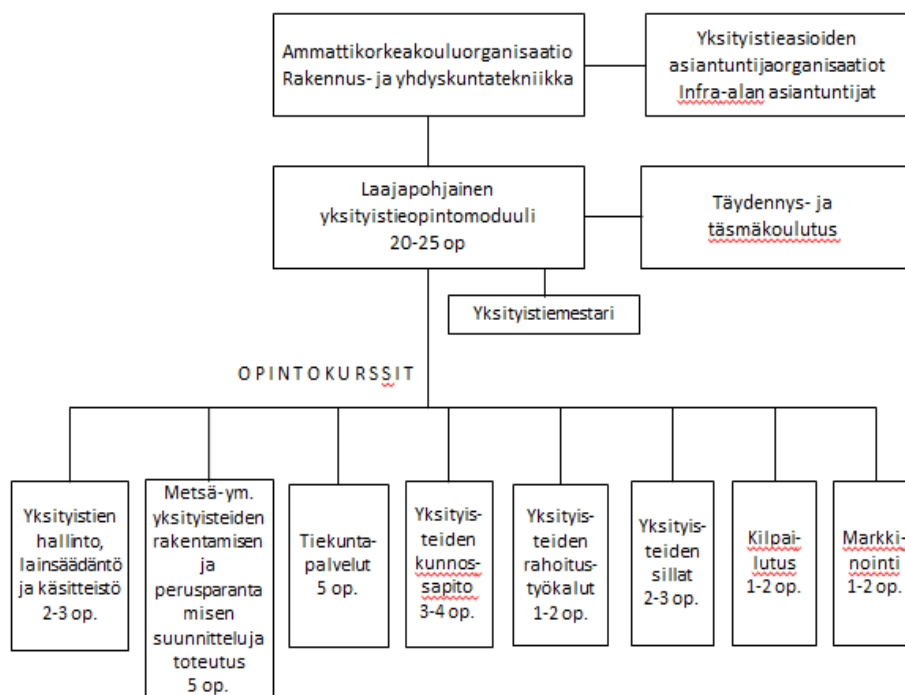 Ammattikorkeakouluorganisaatio
Rakennus- ja yhdyskuntatekniikka
Yksityistieasioiden
asiantuntijaorganisaatiot
Infra-alan asiantuntijat
Laajapohjainen
yksityistieopintomoduuli
20-25 op
Täydennys- ja
täsmäkoulutus
Yksityistiemestari
OPINTOKURSSIT
Yksityistien
hallinto,
lainsäädäntö
ja käsitteistö
2-3 op.
Metsä-ym.
yksityisteiden
rakentamisen
ja
perusparanta
misen
suunnittelu ja
toteutus
5 op.
Tiekunta-
palvelut
5 op.
Yksityis-
teiden
kunnos-
sapito
3-4 op.
Yksityis-
teiden
rahoitus-
työkalut
1-2 op.
Yksityis-
teiden
sillat
2-3 op.
Kilpai-
lutus
1-2 op.
Markki-
nointi
1-2 op.